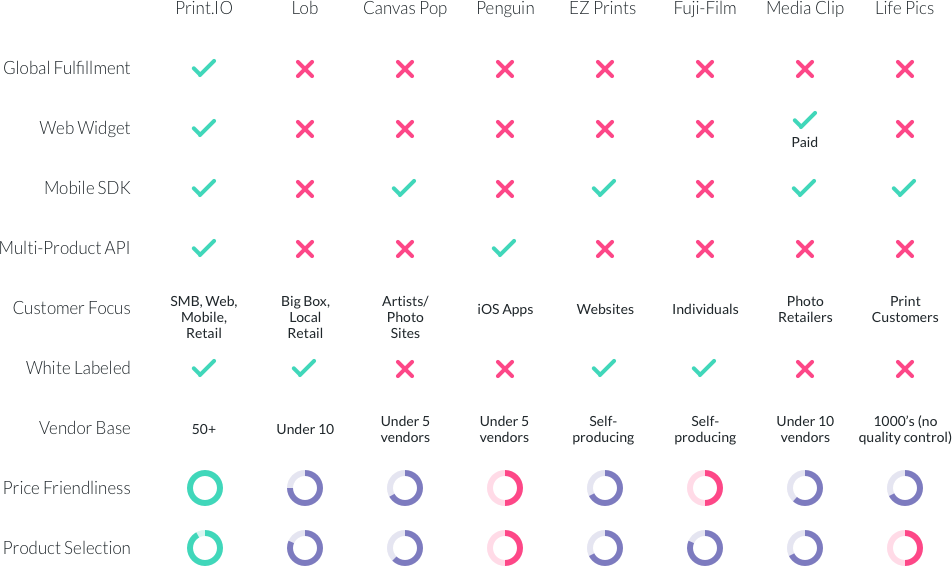 Print.IO Lob Canvas Pop Penguin EZ Prints Fuji-Film Media Clip Life Pics
Global Fulfillment
Web Widget
Paid
Mobile SDK
Multi-Product API
Customer Focus
SMB, Web,
Mobile,
Retail
Big Box,
Local
Retail
Artists/
Photo
Sites
iOS Apps
Websites
Individuals
Photo
Retailers
Print
Customers
White Labeled
Vendor Base
50+
Under 10
Under 5
vendors
Under 5
vendors
Self-
producing
Self-
producing
Under 10
vendors
1000's (no
quality control)
Price Friendliness
Product Selection